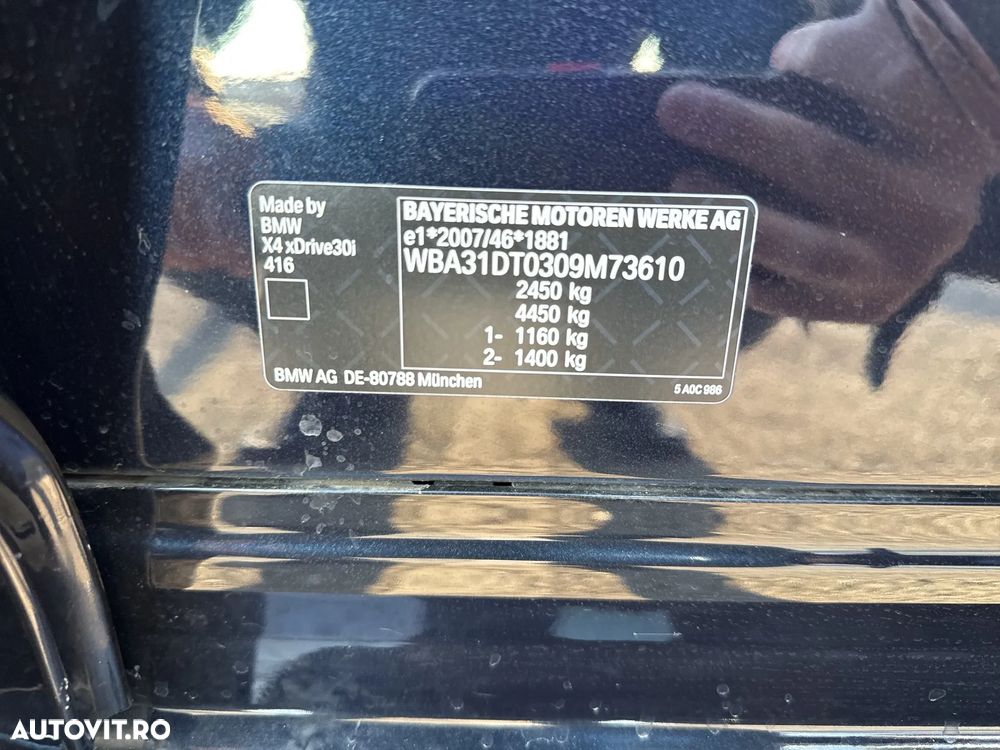 Made by
BMW
X4 xDrive30i
416
BAYERISCHE MOTOREN WERKE AG
e1*2007/46*1881
WBA31DT0309M73610
2450 kg
4450 kg
1- 1160 kg
2- 1400 kg
BMW AG DE-80788 München
5 A0C 986
AUTOVIT.RO